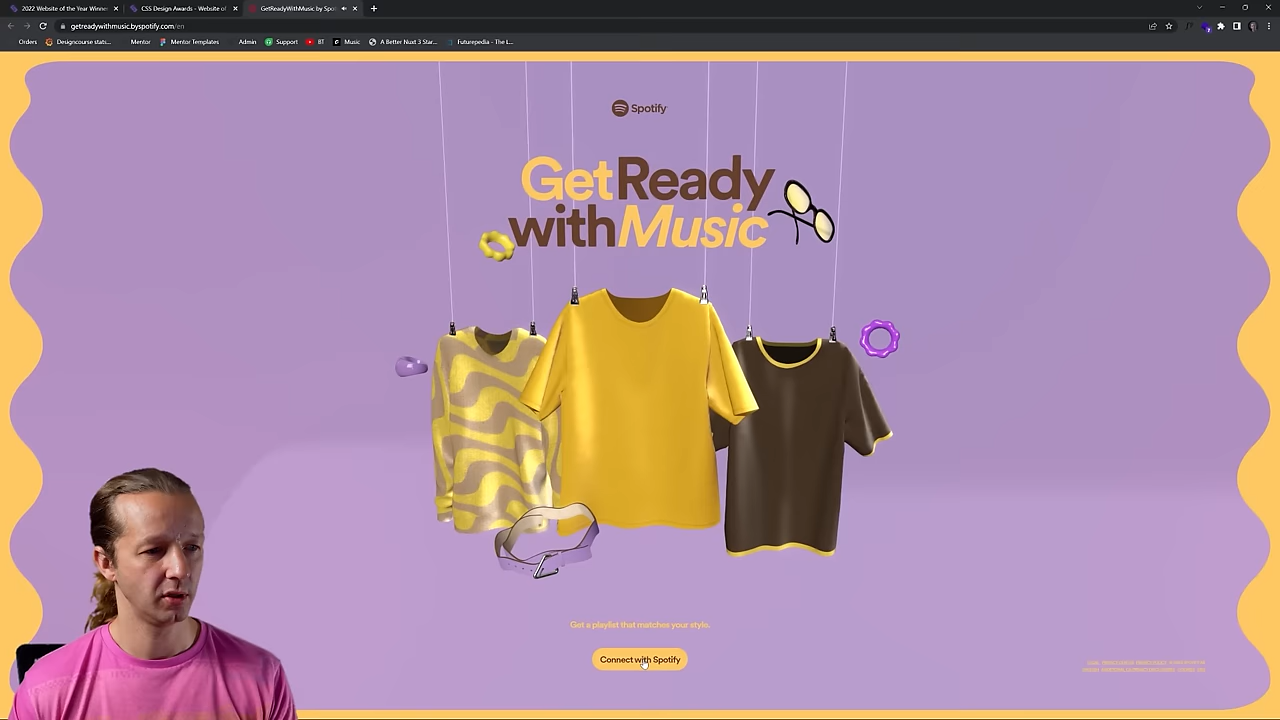 2022 Website of the Year Winner
CSS Design Awards - Website of
GetReadyWithMusic by Spoti
getreadywithmusic.byspotify.com/en
Orders
Designcourse stats...
Mentor
Mentor Templates
Admin
Support
BT
Music
A Better Nuxt 3 Star...
Futurepedia - The L...
Spotify
Get Ready
with Music
Get a playlist that matches your style.
Connect with Spotify